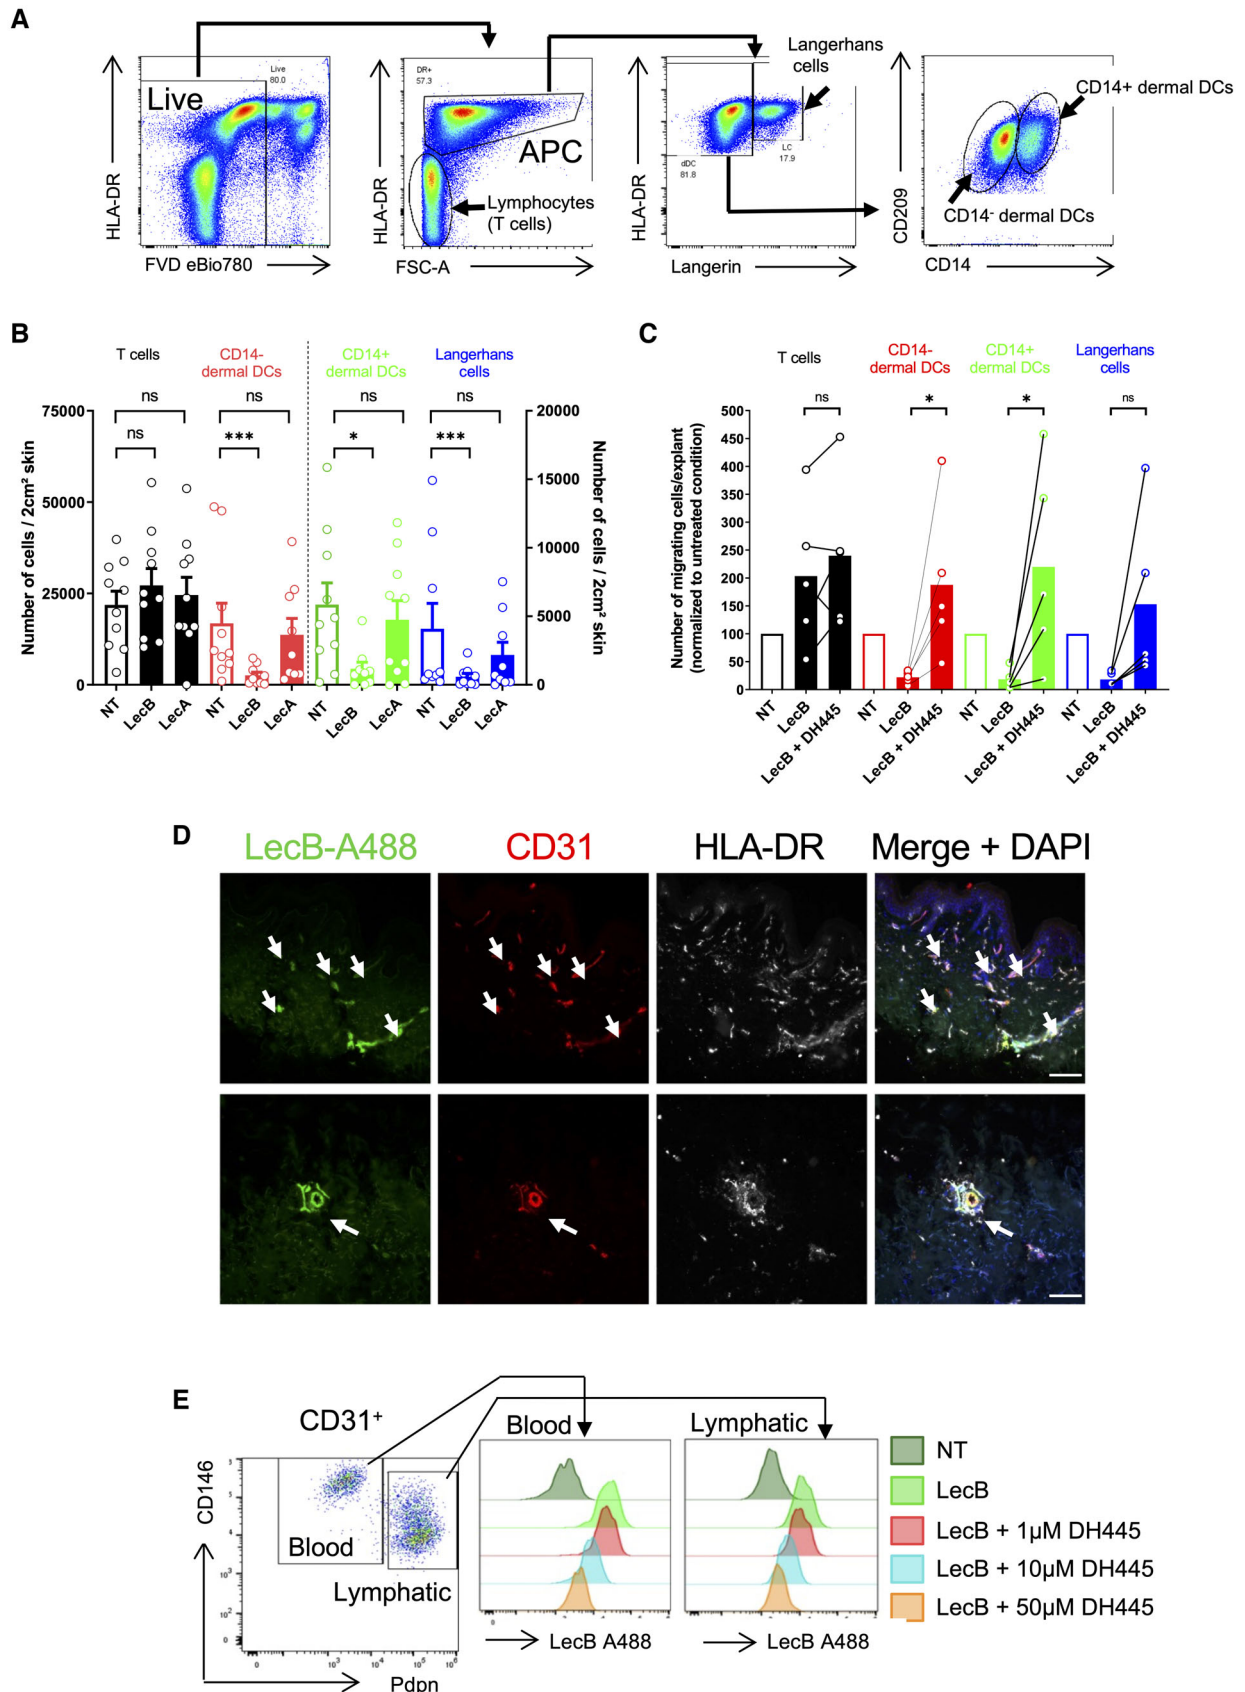 A
HLA-DR
Live
80.0
Live
FVD eBio780
HLA-DR
DR+
57.3
APC
Lymphocytes
(T cells)
FSC-A
HLA-DR
Langerhans
cells
LC
17.9
dDC
81.8
Langerin
CD209
CD14+ dermal DCs
CD14- dermal DCs
CD14
B
T cells
CD14-
dermal DCs
CD14+
dermal DCs
Langerhans
cells
ns ns ns ns
ns *** * ***
Number of cells / 2cm² skin
75000
50000
25000
0
20000
15000
10000
5000
0
Number of cells / 2cm² skin
NT LecB LecA NT LecB LecA NT LecB LecA NT LecB LecA
C
T cells
CD14-
dermal DCs
CD14+
dermal DCs
Langerhans
cells
ns * * ns
Number of migrating cells/explant
(normalized to untreated condition)
500
450
400
350
300
250
200
150
100
50
0
NT LecB LecB + DH445 NT LecB LecB + DH445 NT LecB LecB + DH445 NT LecB LecB + DH445
D
LecB-A488 CD31 HLA-DR Merge + DAPI
E
CD31+
CD146
Blood
Lymphatic
Pdpn
0 10³ 10⁴ 10⁵ 10⁶
Blood
LecB A488
Lymphatic
LecB A488
NT
LecB
LecB + 1µM DH445
LecB + 10µM DH445
LecB + 50µM DH445